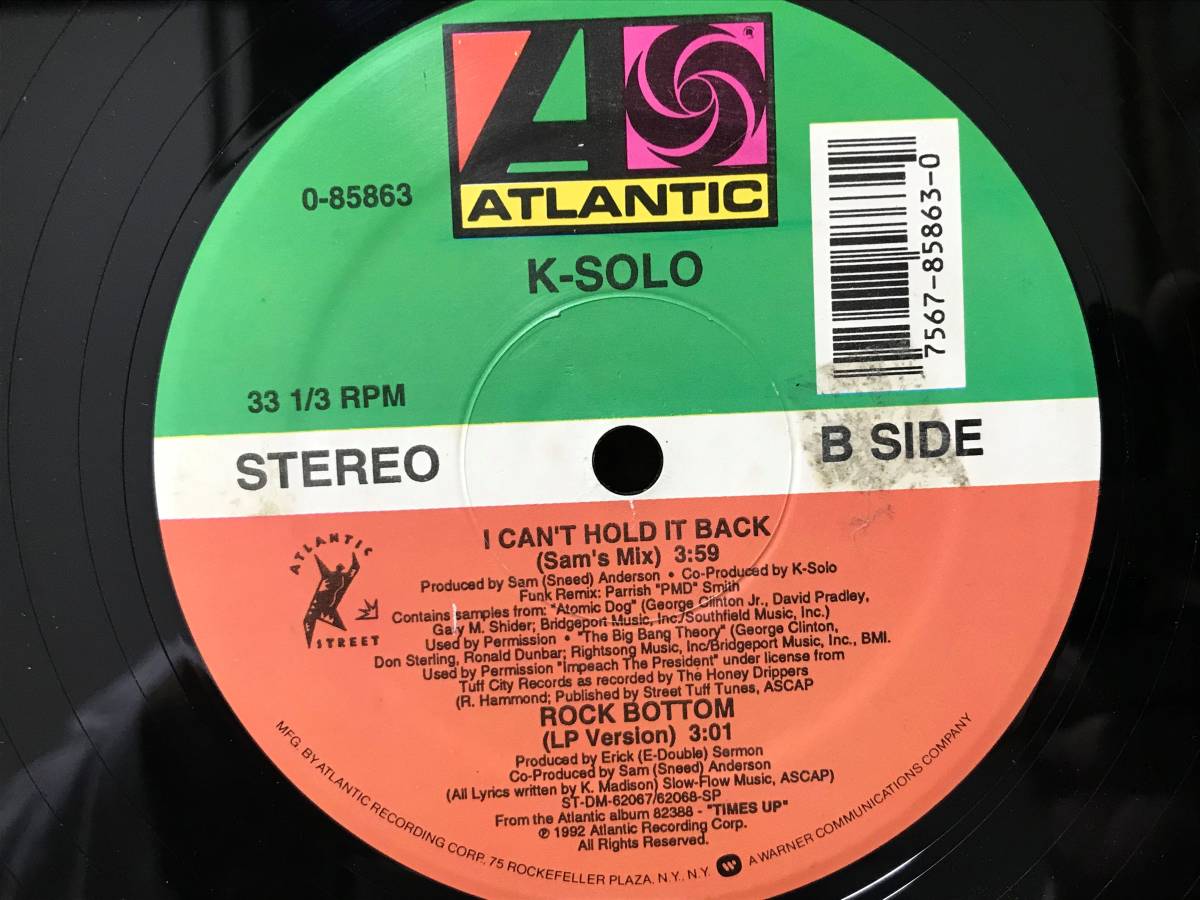 ATLANTIC
®
0-85863
K-SOLO
7567-85863-0
33 1/3 RPM
STEREO
B SIDE
ATLANTIC
STREET
I CAN'T HOLD IT BACK
(Sam's Mix) 3:59
Produced by Sam (Sneed) Anderson • Co-Produced by K-Solo
Funk Remix: Parrish "PMD" Smith
Contains samples from: "Atomic Dog" (George Clinton Jr., David Pradley,
Gary M. Shider; Bridgeport Music, Inc./Southfield Music, Inc.)
Used by Permission • "The Big Bang Theory" (George Clinton,
Don Sterling, Ronald Dunbar; Rightsong Music, Inc/Bridgeport Music, Inc., BMI.
Used by Permission "Impeach The President" under license from
Tuff City Records as recorded by The Honey Drippers
(R. Hammond; Published by Street Tuff Tunes, ASCAP
ROCK BOTTOM
(LP Version) 3:01
Produced by Erick (E-Double) Sermon
Co-Produced by Sam (Sneed) Anderson
(All Lyrics written by K. Madison) Slow-Flow Music, ASCAP)
ST-DM-62067/62068-SP
From the Atlantic album 82388 - "TIMES UP"
℗ 1992 Atlantic Recording Corp.
All Rights Reserved.
MFG. BY ATLANTIC RECORDING CORP., 75 ROCKEFELLER PLAZA, N.Y., N.Y. A WARNER COMMUNICATIONS COMPANY